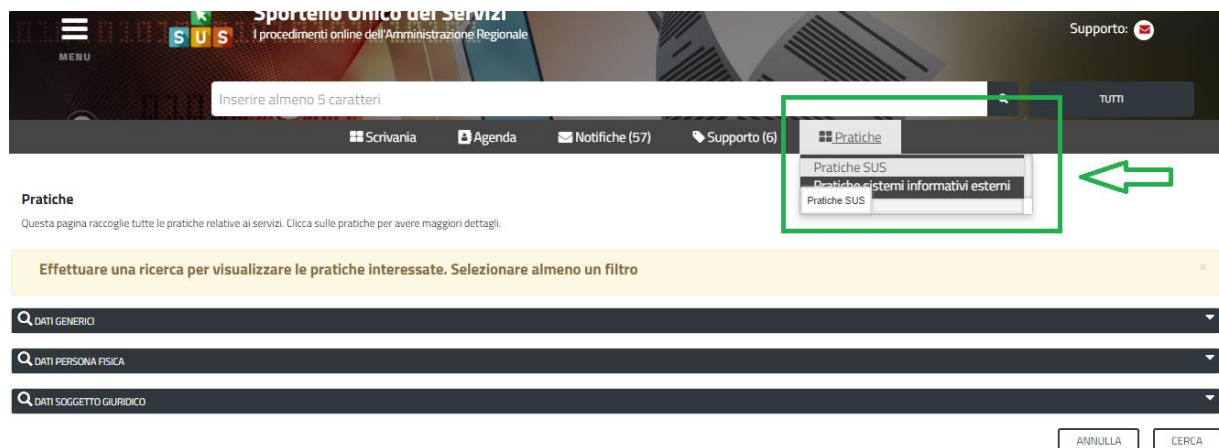 Sportello Unico dei Servizi
SUS
I procedimenti online dell'Amministrazione Regionale
Supporto:
MENU
Inserire almeno 5 caratteri
TUTTI
Scrivania
Agenda
Notifiche (57)
Supporto (6)
Pratiche
Pratiche SUS
Pratiche sistemi informativi esterni
Pratiche SUS
Pratiche
Questa pagina raccoglie tutte le pratiche relative ai servizi. Clicca sulle pratiche per avere maggiori dettagli.
Effettuare una ricerca per visualizzare le pratiche interessate. Selezionare almeno un filtro
×
DATI GENERICI
DATI PERSONA FISICA
DATI SOGGETTO GIURIDICO
ANNULLA
CERCA